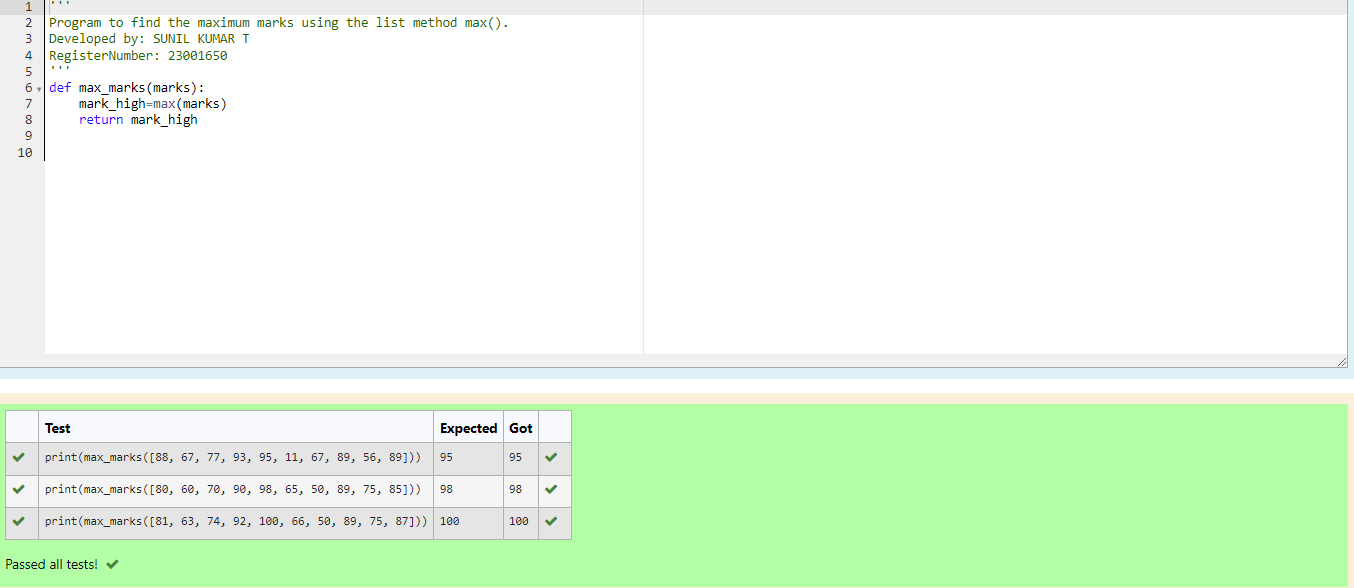 1 '''
2 Program to find the maximum marks using the list method max().
3 Developed by: SUNIL KUMAR T
4 RegisterNumber: 23001650
5 '''
6 def max_marks(marks):
7     mark_high=max(marks)
8     return mark_high
9
10
Test Expected Got
print(max_marks([88, 67, 77, 93, 95, 11, 67, 89, 56, 89])) 95 95
print(max_marks([80, 60, 70, 90, 98, 65, 50, 89, 75, 85])) 98 98
print(max_marks([81, 63, 74, 92, 100, 66, 50, 89, 75, 87])) 100 100
Passed all tests!